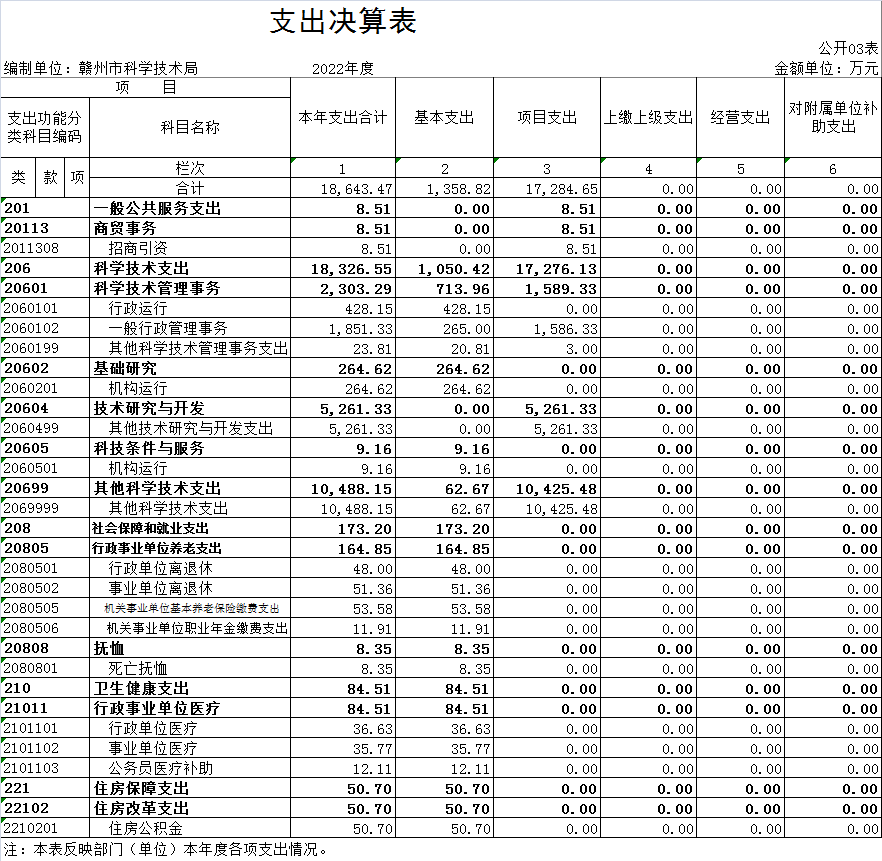 支出决算表
公开03表
编制单位：赣州市科学技术局 2022年度 金额单位：万元
项 目 本年支出合计 基本支出 项目支出 上缴上级支出 经营支出 对附属单位补助支出
支出功能分类科目编码 科目名称
类 款 项 栏次 1 2 3 4 5 6
合计 18,643.47 1,358.82 17,284.65 0.00 0.00 0.00
201 一般公共服务支出 8.51 0.00 8.51 0.00 0.00 0.00
20113 商贸事务 8.51 0.00 8.51 0.00 0.00 0.00
2011308 招商引资 8.51 0.00 8.51 0.00 0.00 0.00
206 科学技术支出 18,326.55 1,050.42 17,276.13 0.00 0.00 0.00
20601 科学技术管理事务 2,303.29 713.96 1,589.33 0.00 0.00 0.00
2060101 行政运行 428.15 428.15 0.00 0.00 0.00 0.00
2060102 一般行政管理事务 1,851.33 265.00 1,586.33 0.00 0.00 0.00
2060199 其他科学技术管理事务支出 23.81 20.81 3.00 0.00 0.00 0.00
20602 基础研究 264.62 264.62 0.00 0.00 0.00 0.00
2060201 机构运行 264.62 264.62 0.00 0.00 0.00 0.00
20604 技术研究与开发 5,261.33 0.00 5,261.33 0.00 0.00 0.00
2060499 其他技术研究与开发支出 5,261.33 0.00 5,261.33 0.00 0.00 0.00
20605 科技条件与服务 9.16 9.16 0.00 0.00 0.00 0.00
2060501 机构运行 9.16 9.16 0.00 0.00 0.00 0.00
20699 其他科学技术支出 10,488.15 62.67 10,425.48 0.00 0.00 0.00
2069999 其他科学技术支出 10,488.15 62.67 10,425.48 0.00 0.00 0.00
208 社会保障和就业支出 173.20 173.20 0.00 0.00 0.00 0.00
20805 行政事业单位养老支出 164.85 164.85 0.00 0.00 0.00 0.00
2080501 行政单位离退休 48.00 48.00 0.00 0.00 0.00 0.00
2080502 事业单位离退休 51.36 51.36 0.00 0.00 0.00 0.00
2080505 机关事业单位基本养老保险缴费支出 53.58 53.58 0.00 0.00 0.00 0.00
2080506 机关事业单位职业年金缴费支出 11.91 11.91 0.00 0.00 0.00 0.00
20808 抚恤 8.35 8.35 0.00 0.00 0.00 0.00
2080801 死亡抚恤 8.35 8.35 0.00 0.00 0.00 0.00
210 卫生健康支出 84.51 84.51 0.00 0.00 0.00 0.00
21011 行政事业单位医疗 84.51 84.51 0.00 0.00 0.00 0.00
2101101 行政单位医疗 36.63 36.63 0.00 0.00 0.00 0.00
2101102 事业单位医疗 35.77 35.77 0.00 0.00 0.00 0.00
2101103 公务员医疗补助 12.11 12.11 0.00 0.00 0.00 0.00
221 住房保障支出 50.70 50.70 0.00 0.00 0.00 0.00
22102 住房改革支出 50.70 50.70 0.00 0.00 0.00 0.00
2210201 住房公积金 50.70 50.70 0.00 0.00 0.00 0.00
注：本表反映部门（单位）本年度各项支出情况。